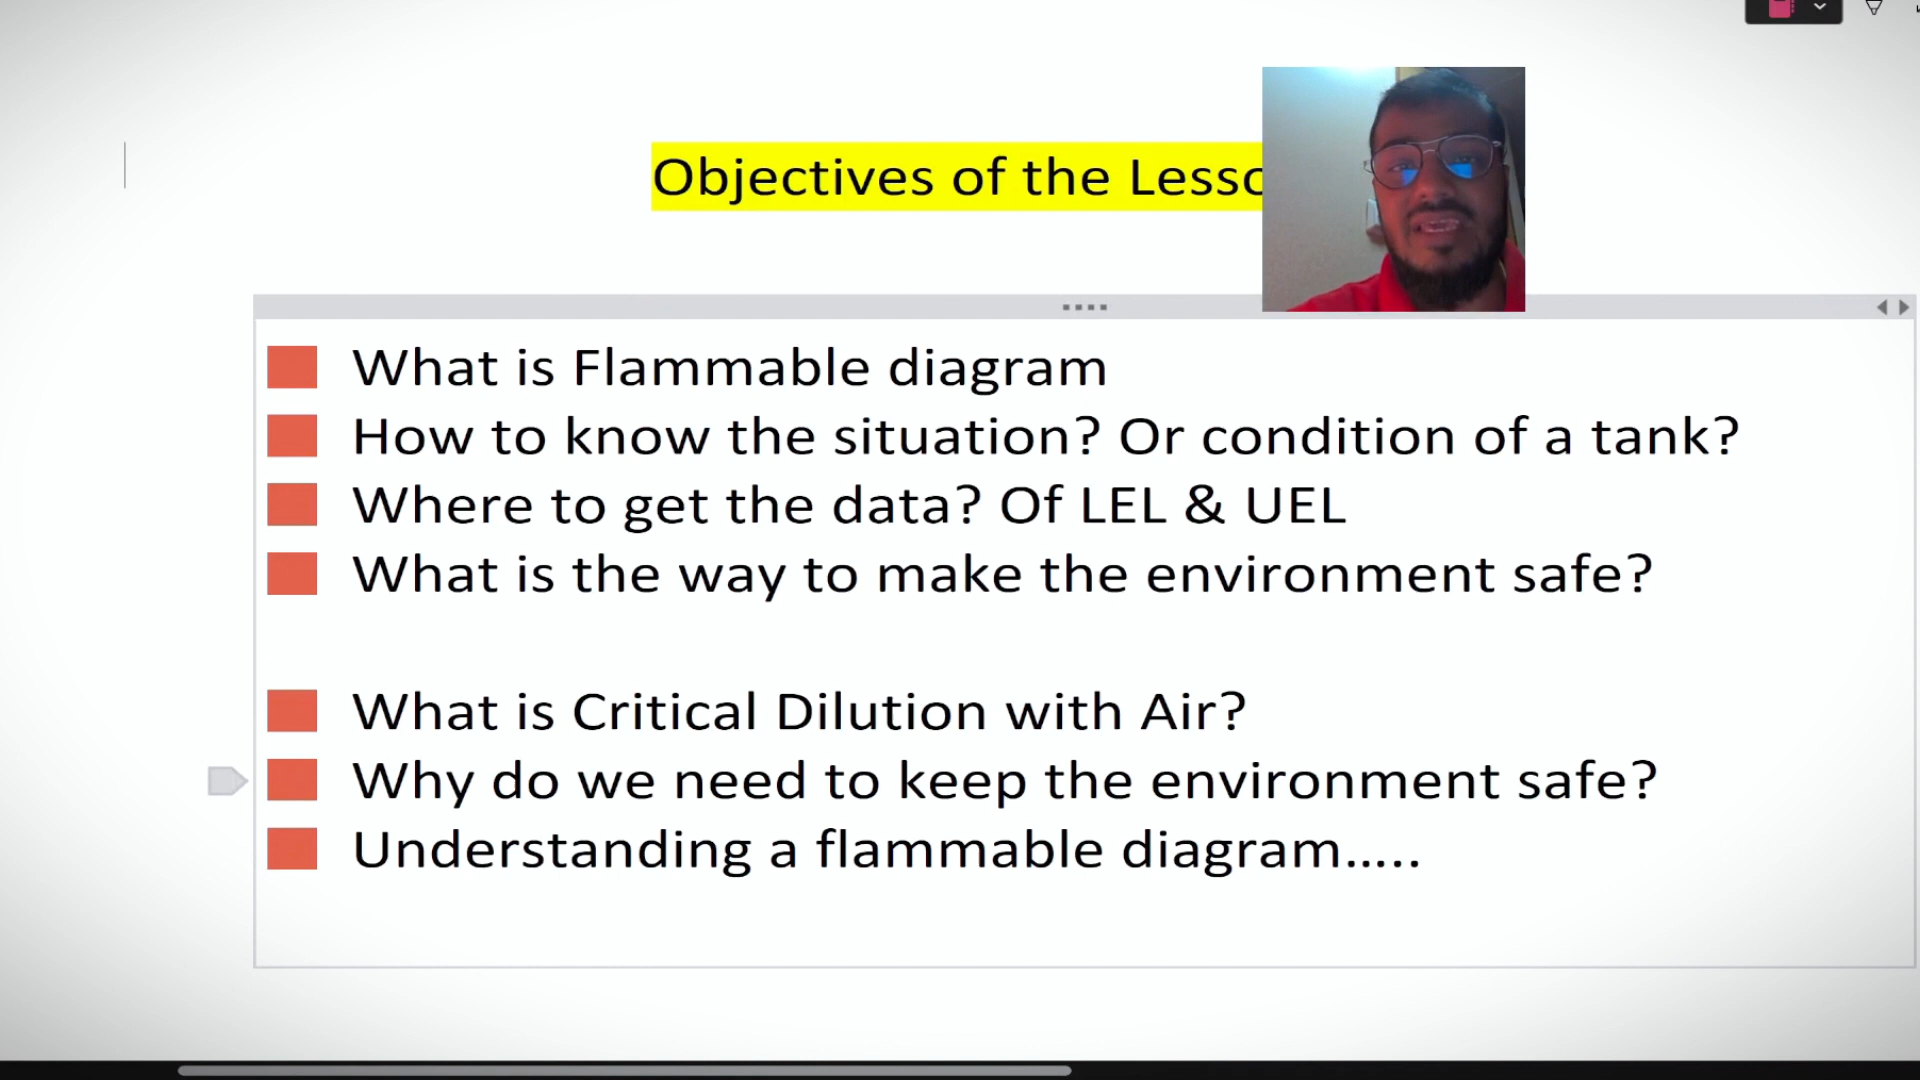 Objectives of the
What is Flammable diagram
How to know the situation? Or condition of a tank?
Where to get the data? Of LEL & UEL
What is the way to make the environment safe?
What is Critical Dilution with Air?
Why do we need to keep the environment safe?
Understanding a flammable diagram.....